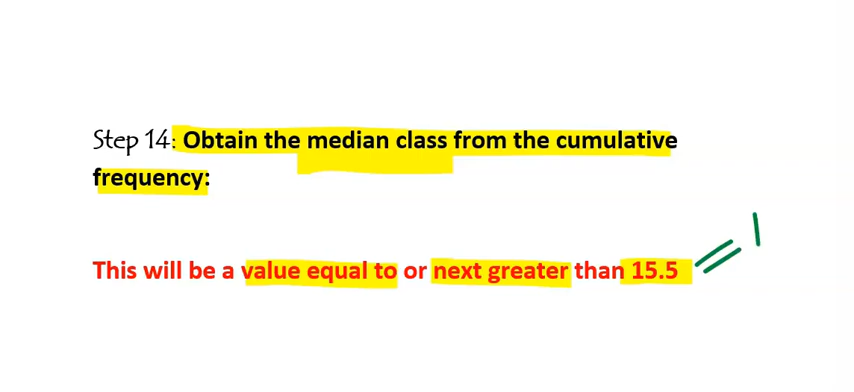 Step 14: Obtain the median class from the cumulative
frequency:
This will be a value equal to or next greater than 15.5 = 1